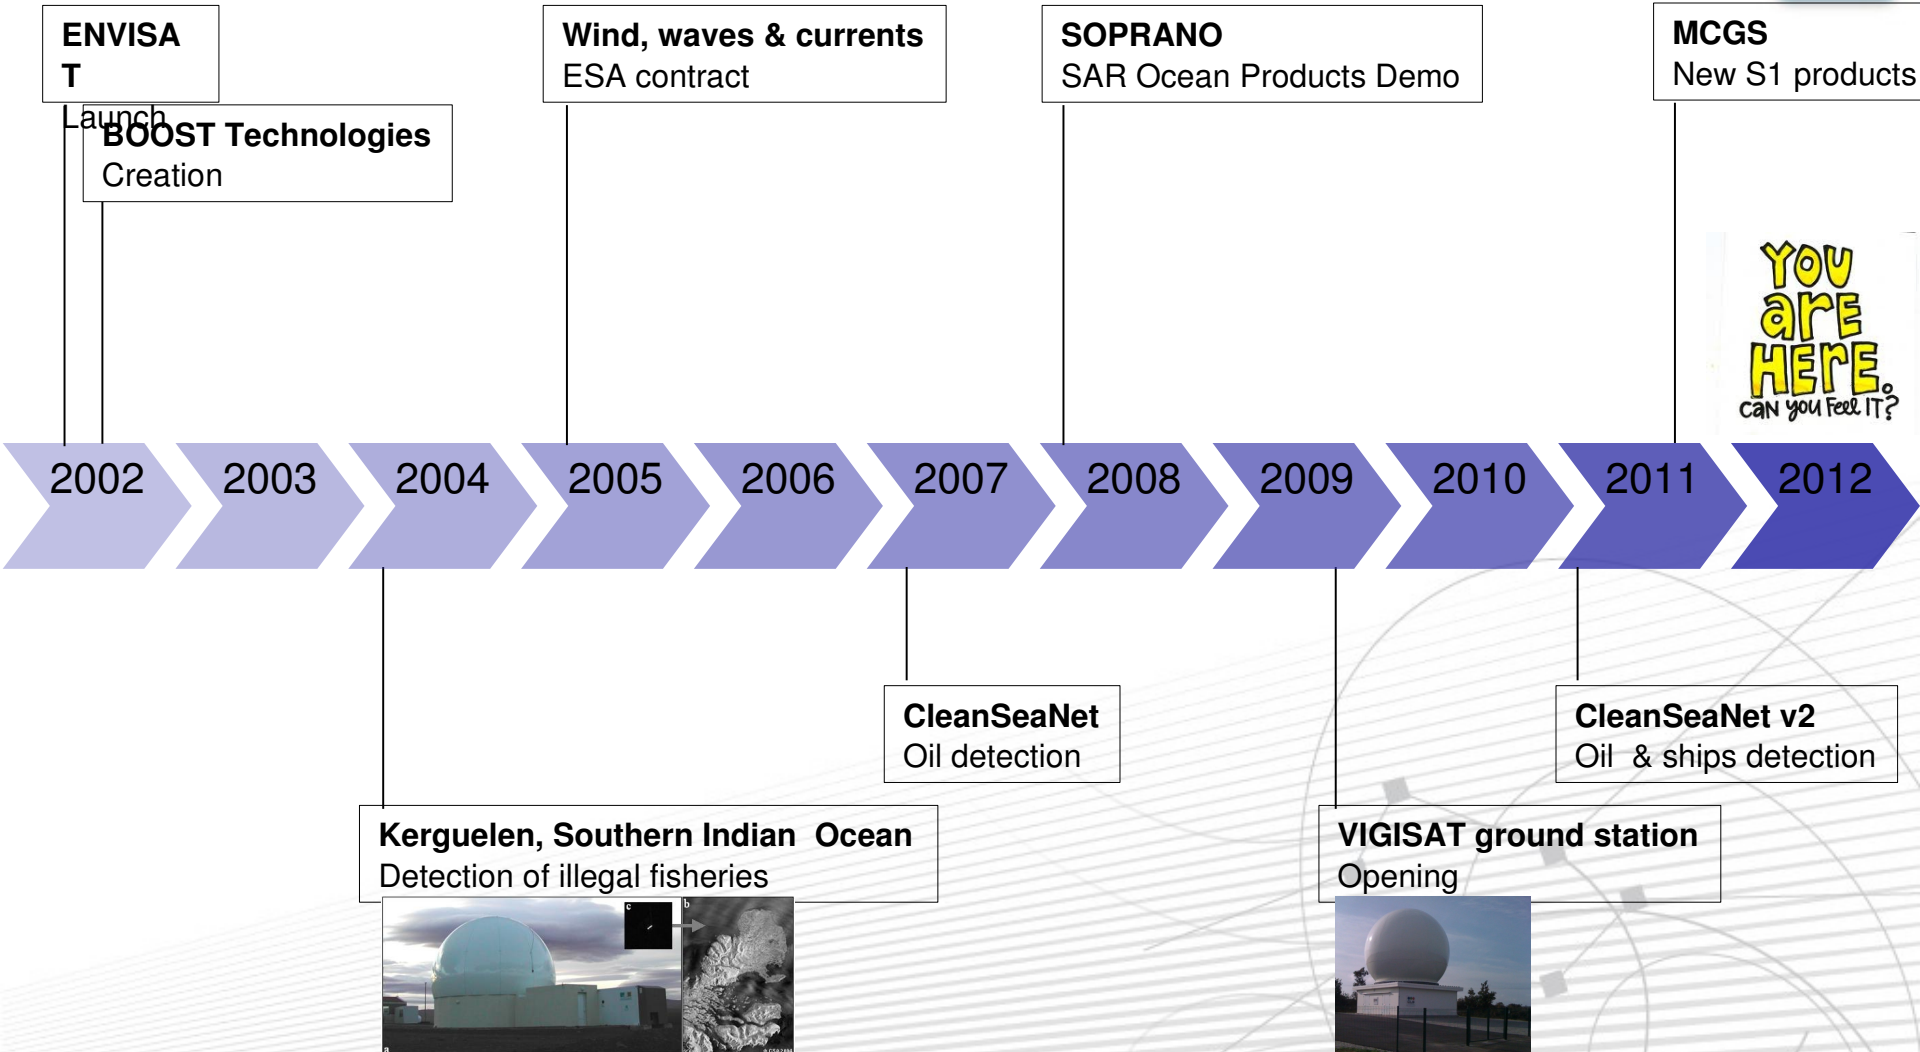 ENVISA
T
Launch
BOOST Technologies
Creation
Wind, waves & currents
ESA contract
SOPRANO
SAR Ocean Products Demo
MCGS
New S1 products
YOU
are
HERE.
CAN YOU FEEL IT?
2002
2003
2004
2005
2006
2007
2008
2009
2010
2011
2012
CleanSeaNet
Oil detection
CleanSeaNet v2
Oil & ships detection
Kerguelen, Southern Indian Ocean
Detection of illegal fisheries
VIGISAT ground station
Opening
c
b
a